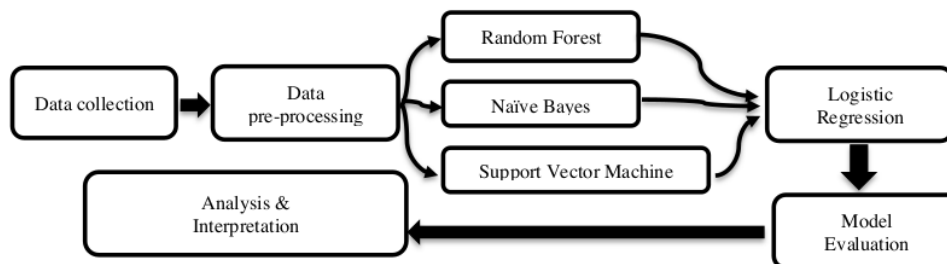 Data collection
Data
pre-processing
Random Forest
Naïve Bayes
Support Vector Machine
Logistic
Regression
Model
Evaluation
Analysis &
Interpretation